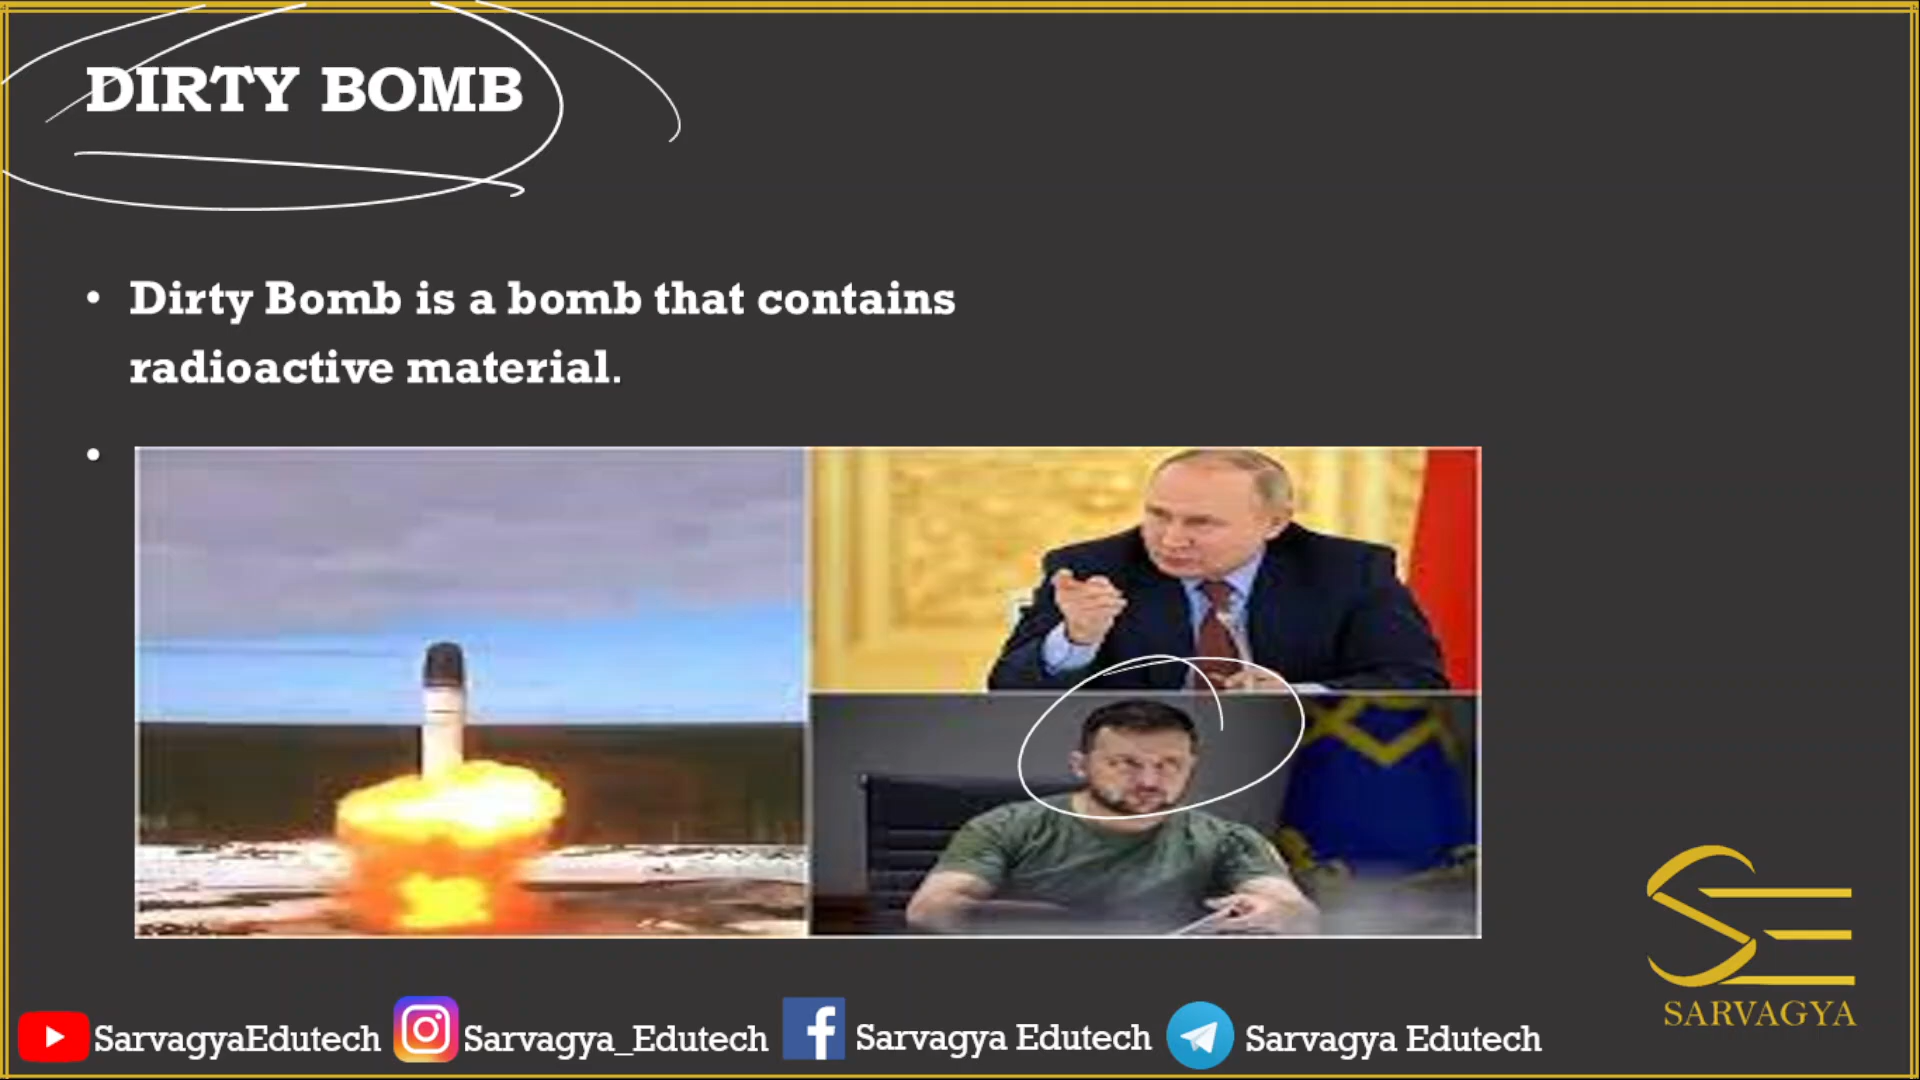 DIRTY BOMB
• Dirty Bomb is a bomb that contains
radioactive material.
•
SARVAGYA
SarvagyaEdutech Sarvagya_Edutech Sarvagya Edutech Sarvagya Edutech